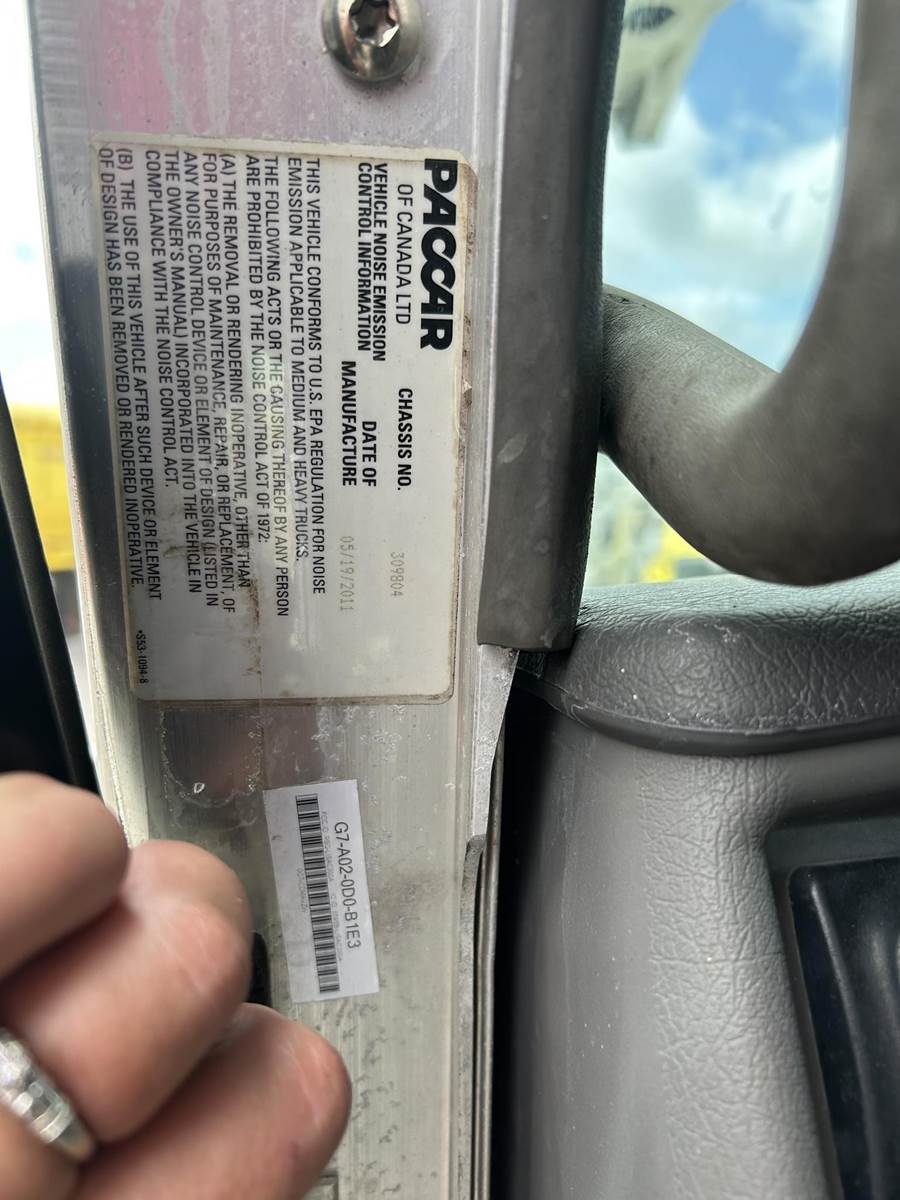 PACCAR
OF CANADA LTD
CHASSIS NO.
309804
VEHICLE NOISE EMISSION
CONTROL INFORMATION
DATE OF
MANUFACTURE
05/19/2011
THIS VEHICLE CONFORMS TO U.S. EPA REGULATION FOR NOISE
EMISSION APPLICABLE TO MEDIUM AND HEAVY TRUCKS.
THE FOLLOWING ACTS OR THE CAUSING THEREOF BY ANY PERSON
ARE PROHIBITED BY THE NOISE CONTROL ACT OF 1972:
(A) THE REMOVAL OR RENDERING INOPERATIVE, OTHER THAN
FOR PURPOSES OF MAINTENANCE, REPAIR, OR REPLACEMENT, OF
ANY NOISE CONTROL DEVICE OR ELEMENT OF DESIGN (LISTED IN
THE OWNER'S MANUAL) INCORPORATED INTO THE VEHICLE IN
COMPLIANCE WITH THE NOISE CONTROL ACT.
(B) THE USE OF THIS VEHICLE AFTER SUCH DEVICE OR ELEMENT
OF DESIGN HAS BEEN REMOVED OR RENDERED INOPERATIVE.
*S53-1094-8
G7-A02-0D0-B1E3